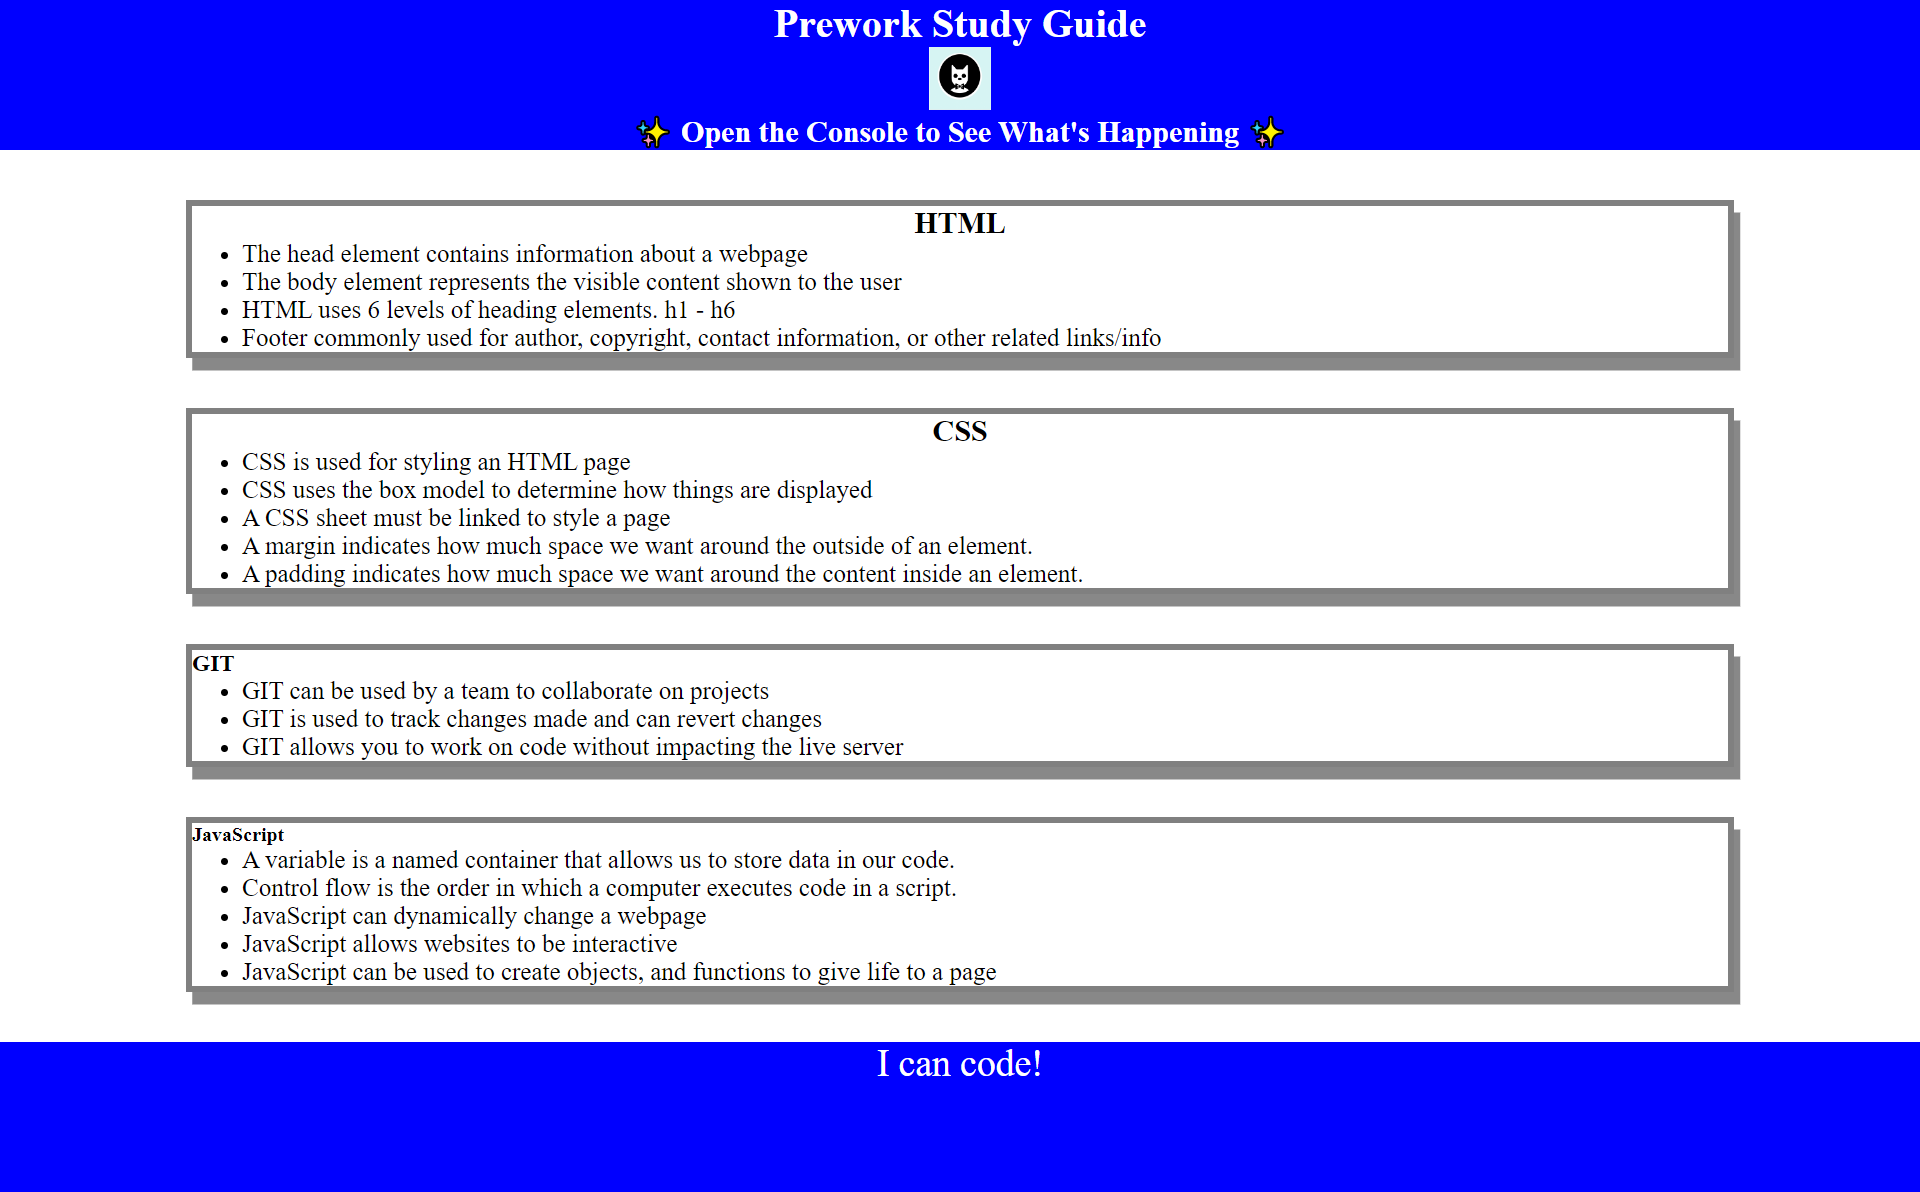 Prework Study Guide
✨ Open the Console to See What's Happening ✨
HTML
• The head element contains information about a webpage
• The body element represents the visible content shown to the user
• HTML uses 6 levels of heading elements. h1 - h6
• Footer commonly used for author, copyright, contact information, or other related links/info
CSS
• CSS is used for styling an HTML page
• CSS uses the box model to determine how things are displayed
• A CSS sheet must be linked to style a page
• A margin indicates how much space we want around the outside of an element.
• A padding indicates how much space we want around the content inside an element.
GIT
• GIT can be used by a team to collaborate on projects
• GIT is used to track changes made and can revert changes
• GIT allows you to work on code without impacting the live server
JavaScript
• A variable is a named container that allows us to store data in our code.
• Control flow is the order in which a computer executes code in a script.
• JavaScript can dynamically change a webpage
• JavaScript allows websites to be interactive
• JavaScript can be used to create objects, and functions to give life to a page
I can code!